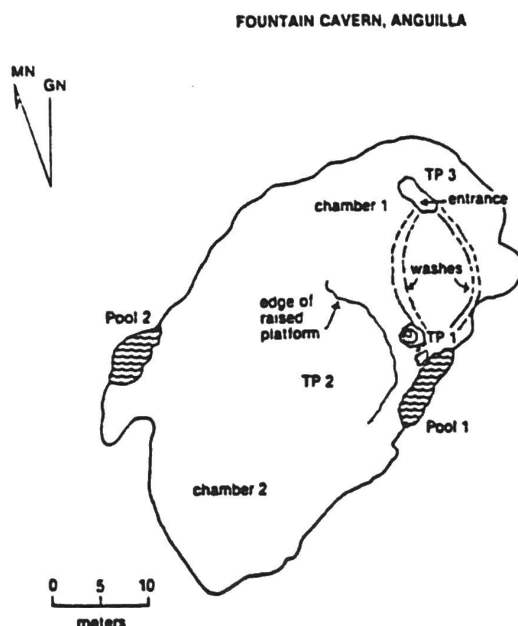 FOUNTAIN CAVERN, ANGUILLA
MN
GN
TP 3
entrance
chamber 1
washes
edge of
raised
platform
Pool 2
TP 1
TP 2
Pool 1
chamber 2
0 5 10
meters